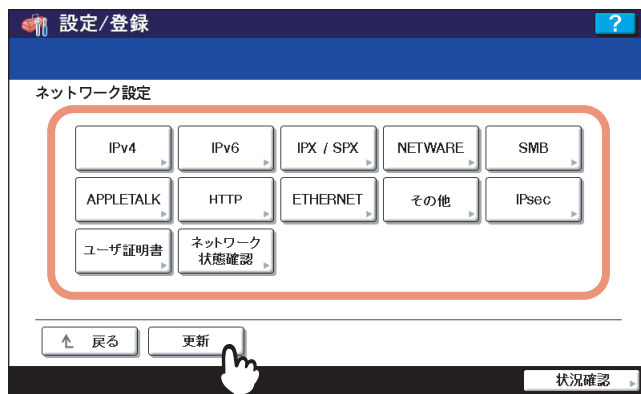 設定/登録
?
ネットワーク設定
IPv4
IPv6
IPX / SPX
NETWARE
SMB
APPLETALK
HTTP
ETHERNET
その他
IPsec
ユーザ証明書
ネットワーク
状態確認
戻る
更新
状況確認